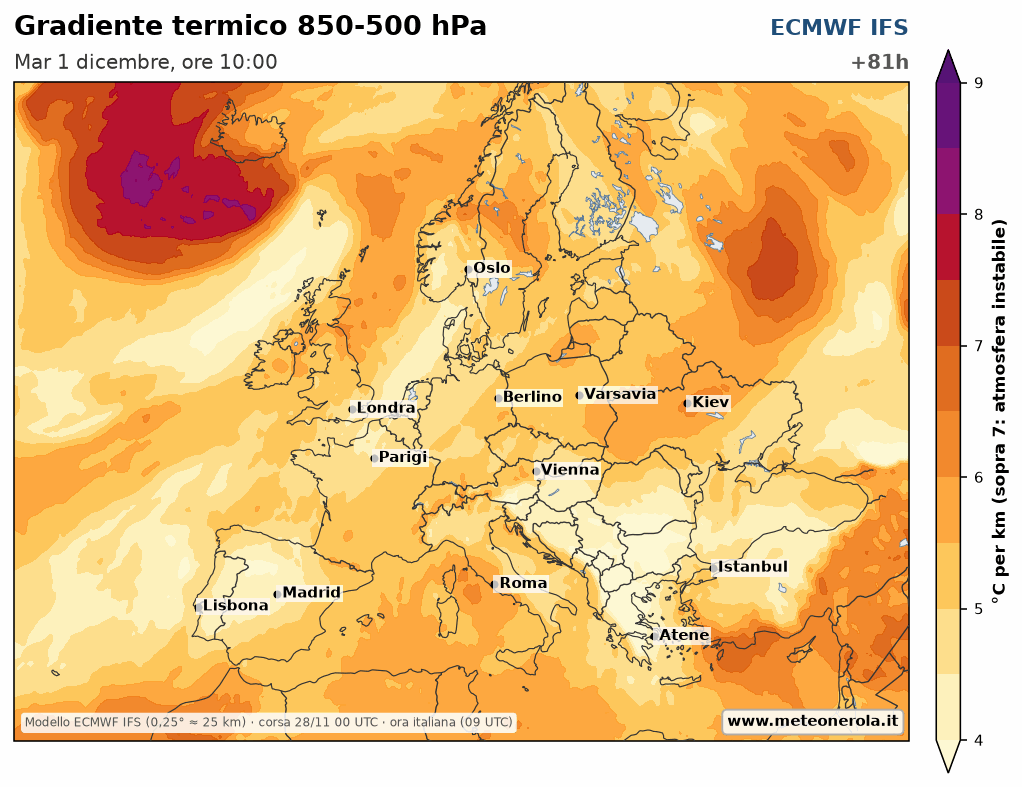 Gradiente termico 850-500 hPa
ECMWF IFS
Mar 1 dicembre, ore 10:00
+81h
Oslo
Berlino
Varsavia
Kiev
Londra
Parigi
Vienna
Istanbul
Roma
Madrid
Lisbona
Atene
Modello ECMWF IFS (0,25° ≈ 25 km) · corsa 28/11 00 UTC · ora italiana (09 UTC)
www.meteonerola.it
9
8
7
6
5
4
°C per km (sopra 7: atmosfera instabile)